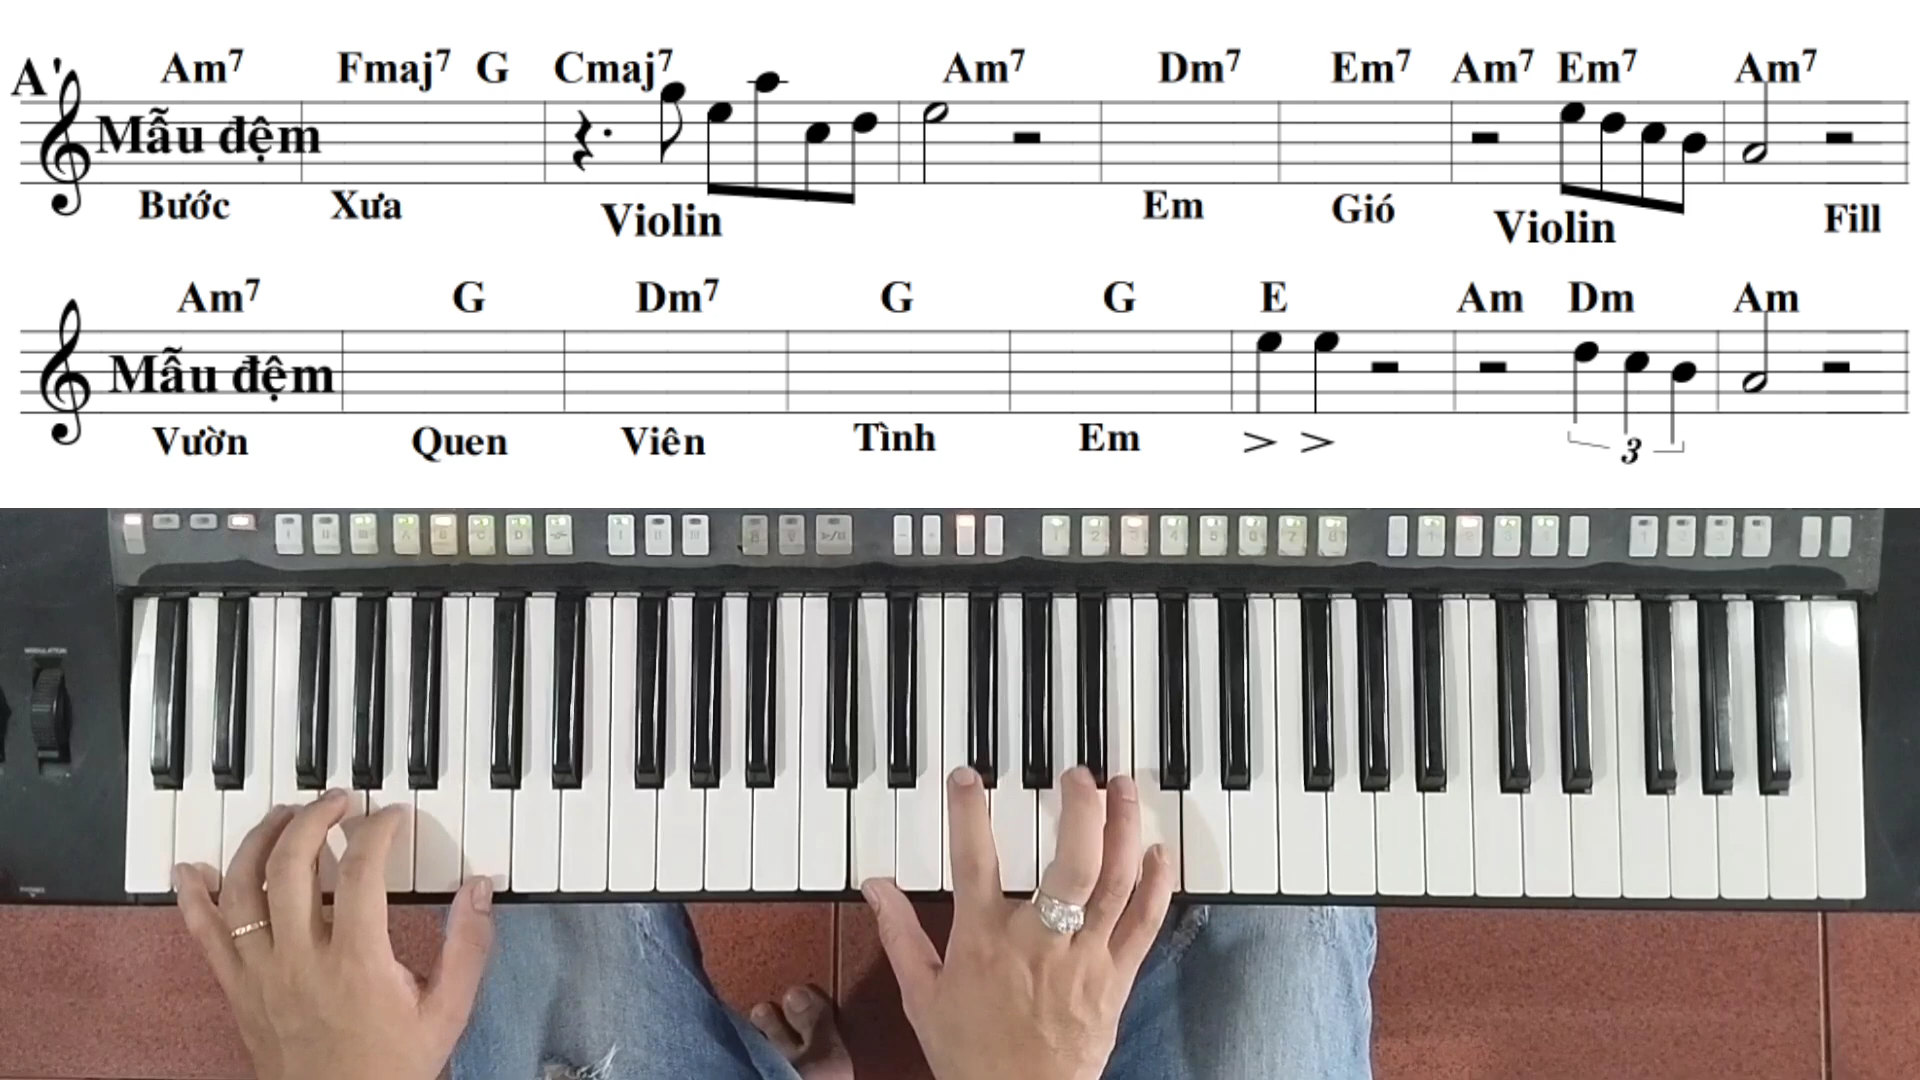 A' Am7 Fmaj7 G Cmaj7 Am7 Dm7 Em7 Am7 Em7 Am7
Mẫu đệm
Bước Xưa Violin Em Gió Violin Fill
Am7 G Dm7 G G E Am Dm Am
Mẫu đệm
Vườn Quen Viên Tình Em > > 3